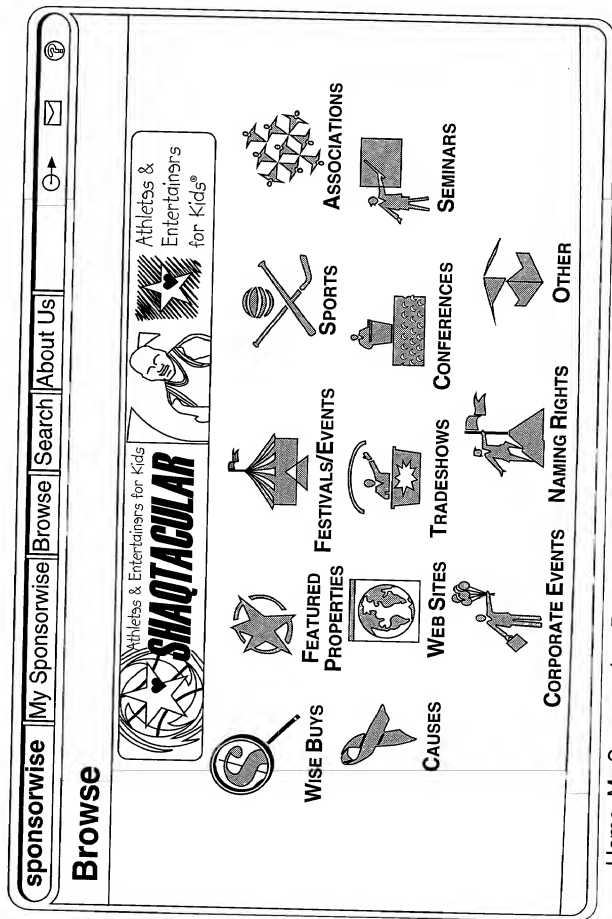 sponsorwise My Sponsorwise Browse Search About Us
Browse
Athletes & Entertainers for Kids
SHAQTACULAR
Athletes &
Entertainers
for Kids®
WISE BUYS
FEATURED
PROPERTIES
FESTIVALS/EVENTS
SPORTS
ASSOCIATIONS
CAUSES
WEB SITES
TRADESHOWS
CONFERENCES
SEMINARS
CORPORATE EVENTS
NAMING RIGHTS
OTHER